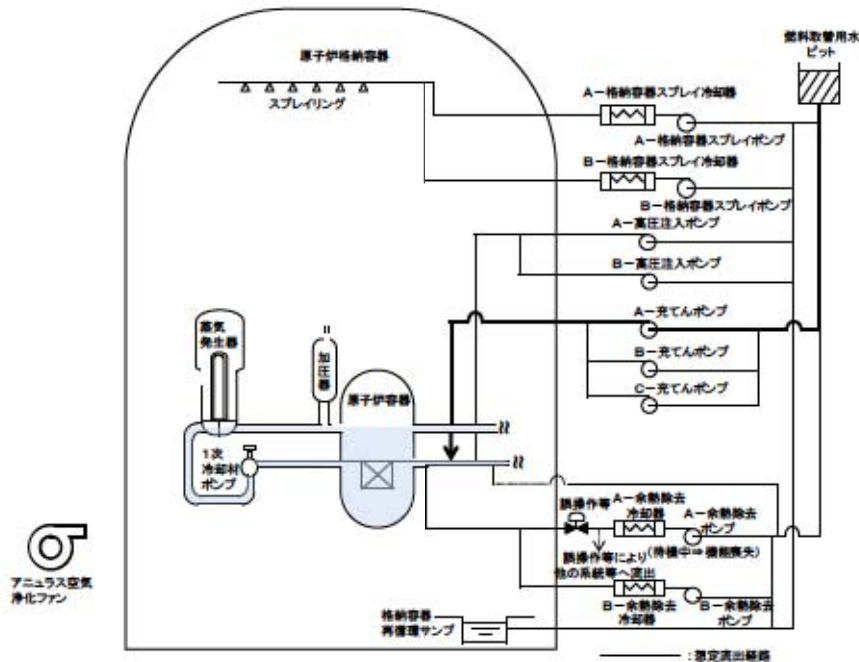 燃料取替用水
ピット
原子炉格納容器
スプレイリング
A-格納容器スプレイ冷却器
A-格納容器スプレイポンプ
B-格納容器スプレイ冷却器
B-格納容器スプレイポンプ
A-高圧注入ポンプ
B-高圧注入ポンプ
A-充てんポンプ
B-充てんポンプ
C-充てんポンプ
蒸気
発生器
加圧器
原子炉容器
1次
冷却材
ポンプ
誤操作等
A-余熱除去
冷却器
A-余熱除去
ポンプ
(待機中⇒機能喪失)
誤操作等により
他の系統等へ流出
B-余熱除去
冷却器
B-余熱除去
ポンプ
アニュラス空気
浄化ファン
格納容器
再循環サンプ
:想定流出経路